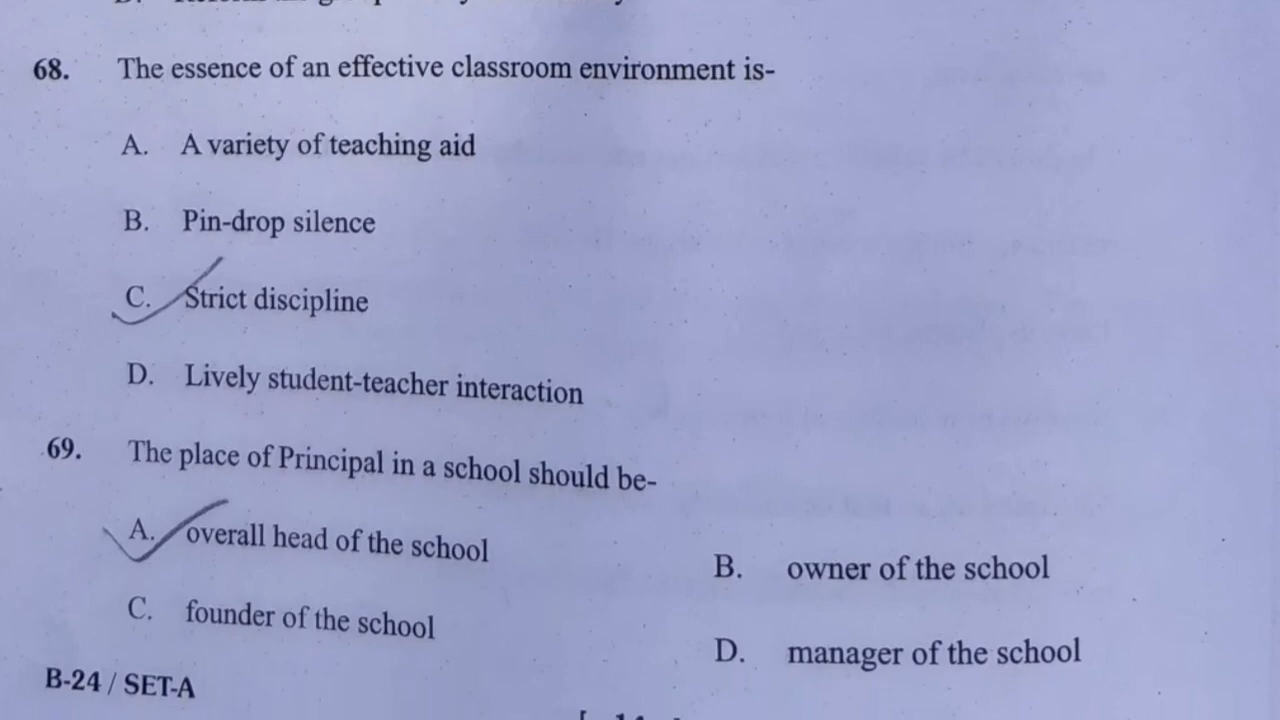 68. The essence of an effective classroom environment is-
A. A variety of teaching aid
B. Pin-drop silence
C. Strict discipline
D. Lively student-teacher interaction
69. The place of Principal in a school should be-
A. overall head of the school
B. owner of the school
C. founder of the school
D. manager of the school
B-24 / SET-A